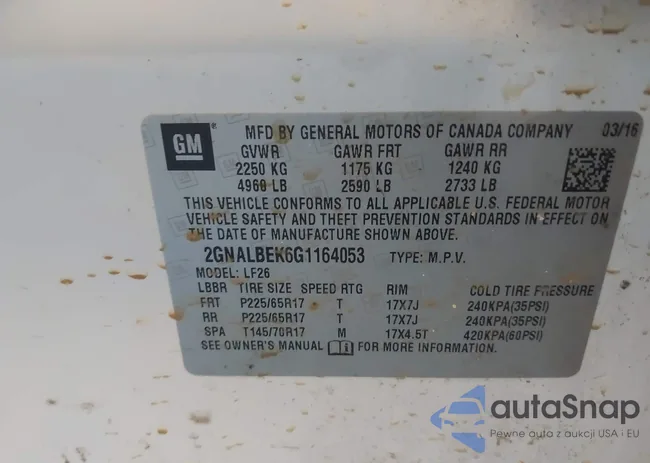 GM
MFD BY GENERAL MOTORS OF CANADA COMPANY 03/16
GVWR GAWR FRT GAWR RR
2250 KG 1175 KG 1240 KG
4960 LB 2590 LB 2733 LB
THIS VEHICLE CONFORMS TO ALL APPLICABLE U.S. FEDERAL MOTOR
VEHICLE SAFETY AND THEFT PREVENTION STANDARDS IN EFFECT ON
THE DATE OF MANUFACTURE SHOWN ABOVE.
2GNALBEK6G1164053 TYPE: M.P.V.
MODEL: LF26
LBBR TIRE SIZE SPEED RTG RIM COLD TIRE PRESSURE
FRT P225/65R17 T 17X7J 240KPA(35PSI)
RR P225/65R17 T 17X7J 240KPA(35PSI)
SPA T145/70R17 M 17X4.5T 420KPA(60PSI)
SEE OWNER'S MANUAL FOR MORE INFORMATION.
autaSnap
Pewne auta z aukcji USA i EU